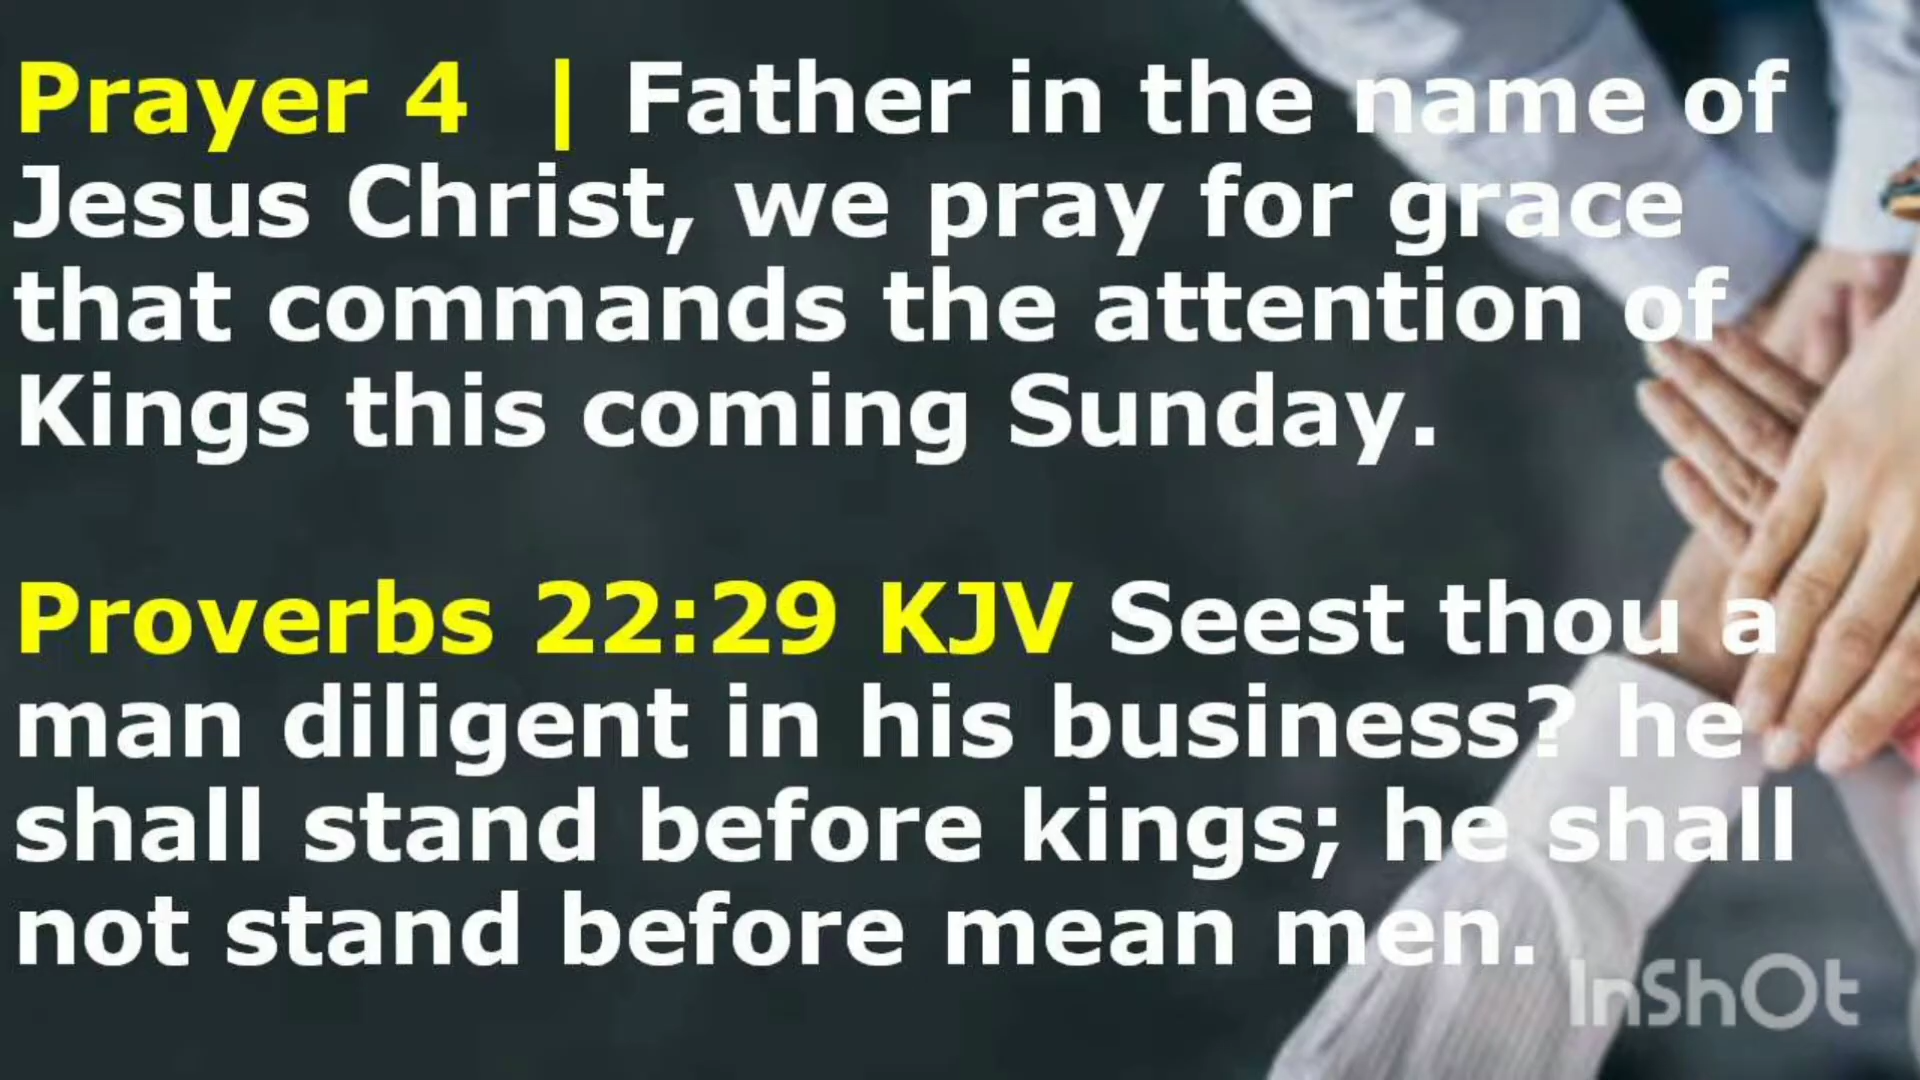 Prayer 4 | Father in the name of
Jesus Christ, we pray for grace
that commands the attention of
Kings this coming Sunday.
Proverbs 22:29 KJV Seest thou a
man diligent in his business? he
shall stand before kings; he shall
not stand before mean men.
InShOt